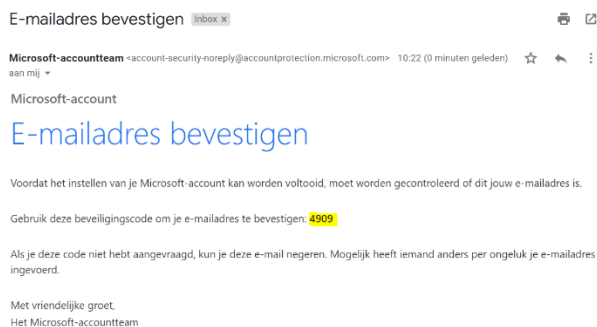 E-mailadres bevestigen Inbox x
Microsoft-accountteam <account-security-noreply@accountprotection.microsoft.com> 10:22 (0 minuten geleden)
aan mij
Microsoft-account
E-mailadres bevestigen
Voordat het instellen van je Microsoft-account kan worden voltooid, moet worden gecontroleerd of dit jouw e-mailadres is.
Gebruik deze beveiligingscode om je e-mailadres te bevestigen: 4909
Als je deze code niet hebt aangevraagd, kun je deze e-mail negeren. Mogelijk heeft iemand anders per ongeluk je e-mailadres
ingevoerd.
Met vriendelijke groet,
Het Microsoft-accountteam